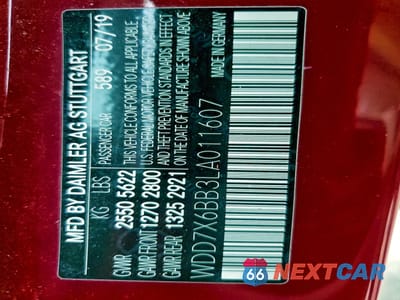 MFD BY DAIMLER AG STUTTGART
PASSENGER CAR 589 07/19
KG LBS
GVWR 2550 5622
GAWR FRONT 1270 2800
GAWR REAR 1325 2921
THIS VEHICLE CONFORMS TO ALL APPLICABLE
U.S. FEDERAL MOTOR VEHICLE SAFETY, BUMPER
AND THEFT PREVENTION STANDARDS IN EFFECT
ON THE DATE OF MANUFACTURE SHOWN ABOVE
WDD7X6BB3LA011607
MADE IN GERMANY
66 NEXTCAR